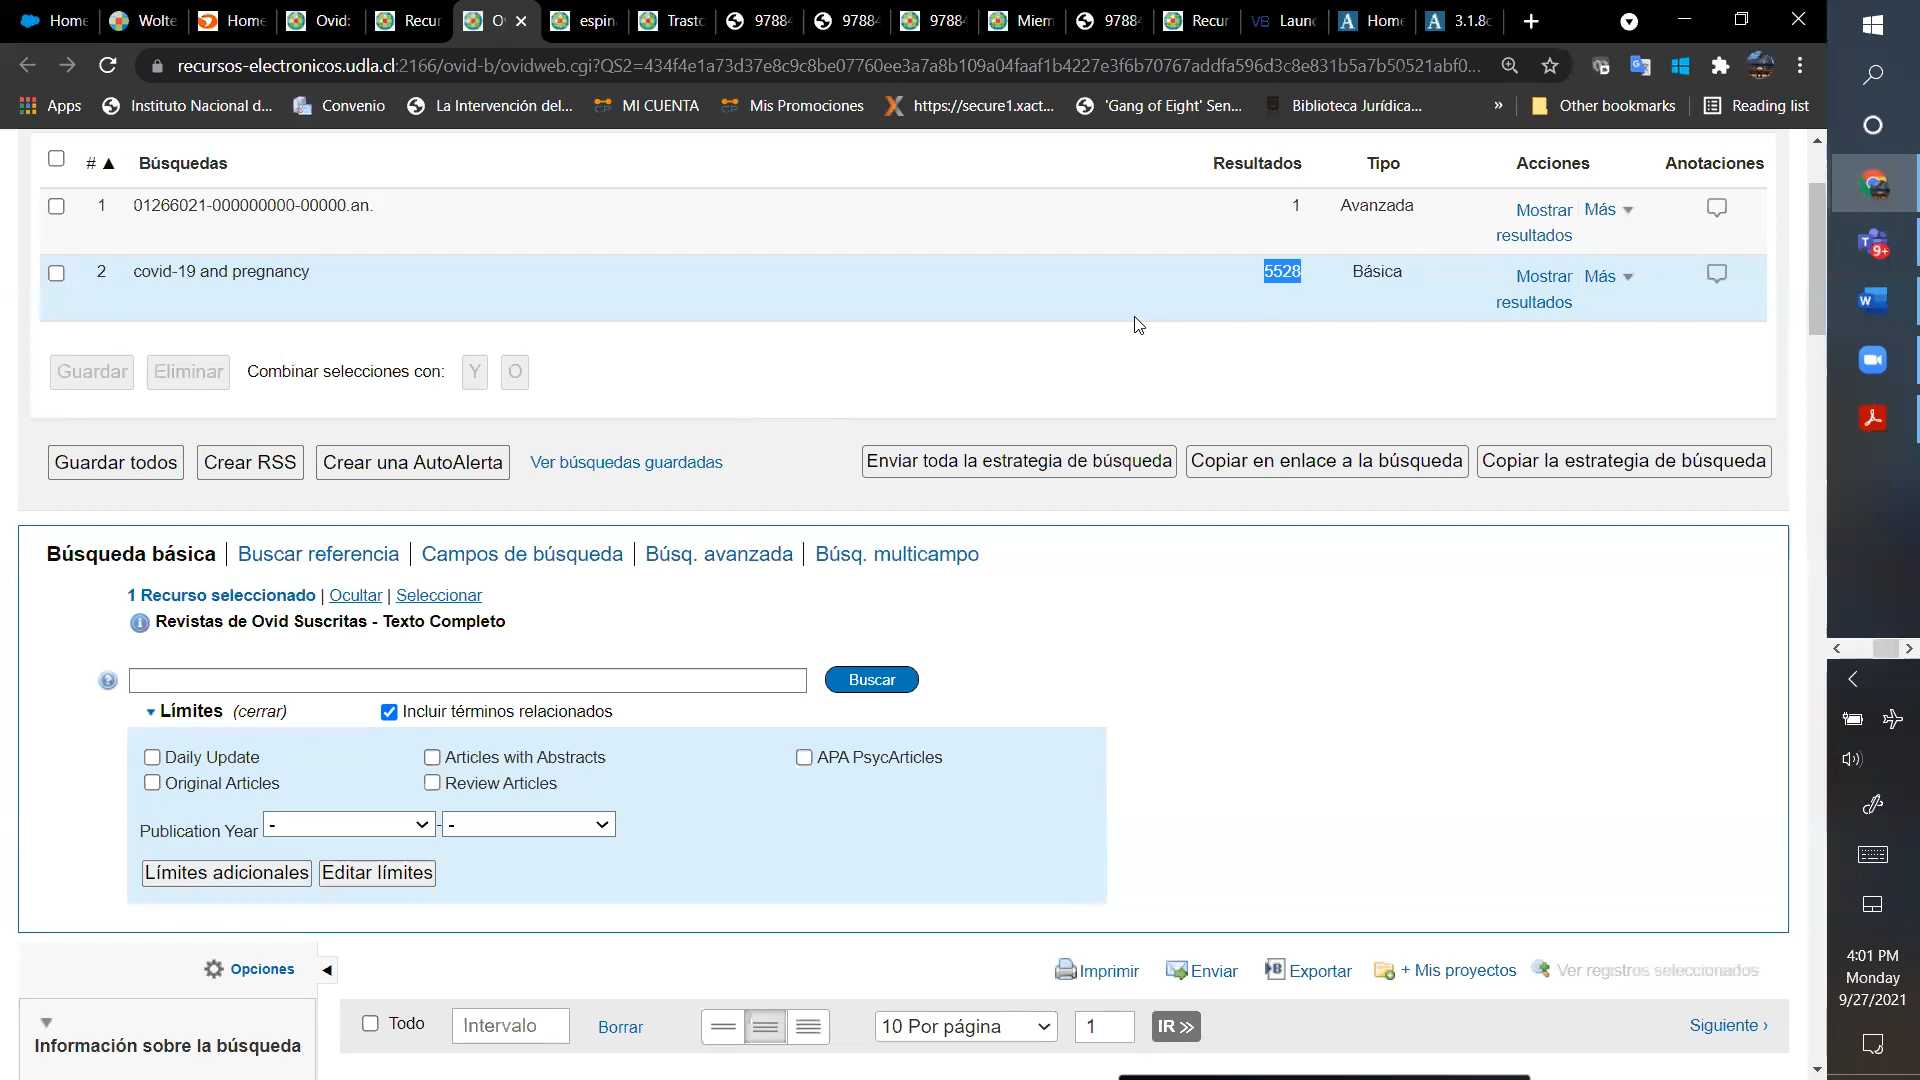 Home
Wolte
Home
Ovid:
Recur
O
espin
Trasto
9788
9788
9788
Miem
9788
Recur
VB Laun
A Home
A 3.1.8c
recursos-electronicos.udla.cl:2166/ovid-b/ovidweb.cgi?QS2=434f4e1a73d37e8c9c8be07760ee3a7a8b109a04faaf1b4227e3f6b70767addfa596d3c8e831b5a7b50521abf0...
Apps Instituto Nacional d... Convenio La Intervención del... MI CUENTA Mis Promociones https://secure1.xact... 'Gang of Eight' Sen... Biblioteca Jurídica... » Other bookmarks Reading list
# ▲ Búsquedas Resultados Tipo Acciones Anotaciones
1 01266021-000000000-00000.an. 1 Avanzada Mostrar resultados Más
2 covid-19 and pregnancy 5528 Básica Mostrar resultados Más
Guardar Eliminar Combinar selecciones con: Y O
Guardar todos Crear RSS Crear una AutoAlerta Ver búsquedas guardadas Enviar toda la estrategia de búsqueda Copiar en enlace a la búsqueda Copiar la estrategia de búsqueda
Búsqueda básica | Buscar referencia | Campos de búsqueda | Búsq. avanzada | Búsq. multicampo
1 Recurso seleccionado | Ocultar | Seleccionar
Revistas de Ovid Suscritas - Texto Completo
Buscar
Límites (cerrar) Incluir términos relacionados
Daily Update Articles with Abstracts APA PsycArticles
Original Articles Review Articles
Publication Year - - -
Límites adicionales Editar límites
Opciones
Imprimir Enviar Exportar + Mis proyectos Ver registros seleccionados
Todo Intervalo Borrar 10 Por página 1 IR » Siguiente ›
Información sobre la búsqueda
9+
4:01 PM
Monday
9/27/2021